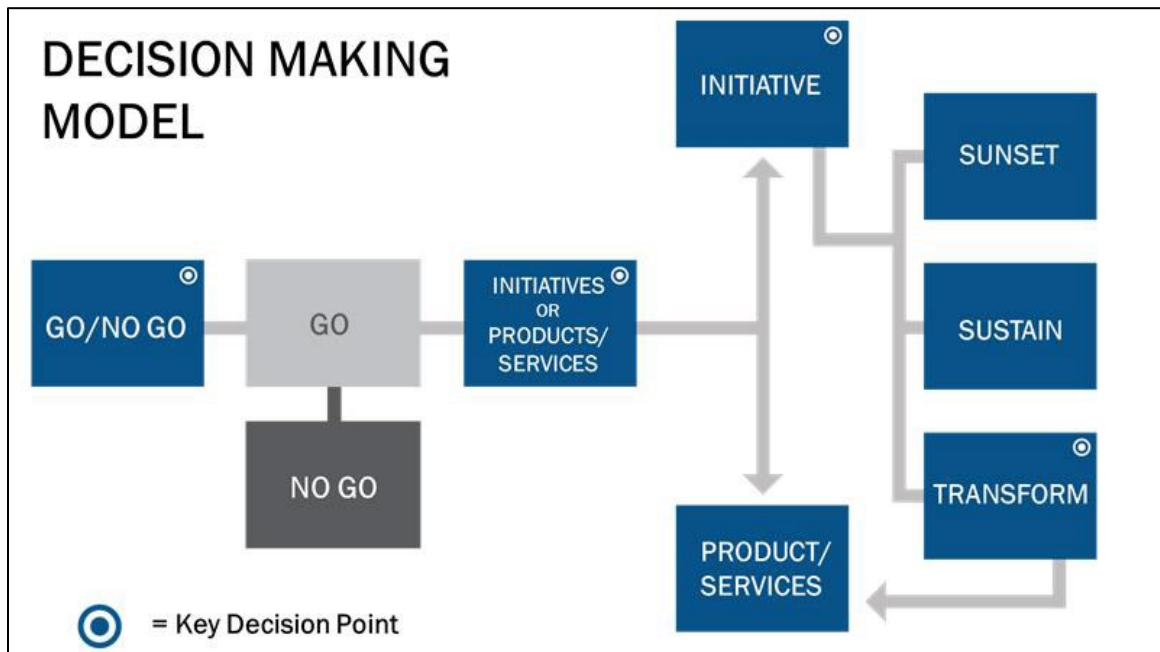 DECISION MAKING
MODEL
GO/NO GO
GO
NO GO
INITIATIVES
OR
PRODUCTS/
SERVICES
INITIATIVE
PRODUCT/
SERVICES
SUNSET
SUSTAIN
TRANSFORM
= Key Decision Point